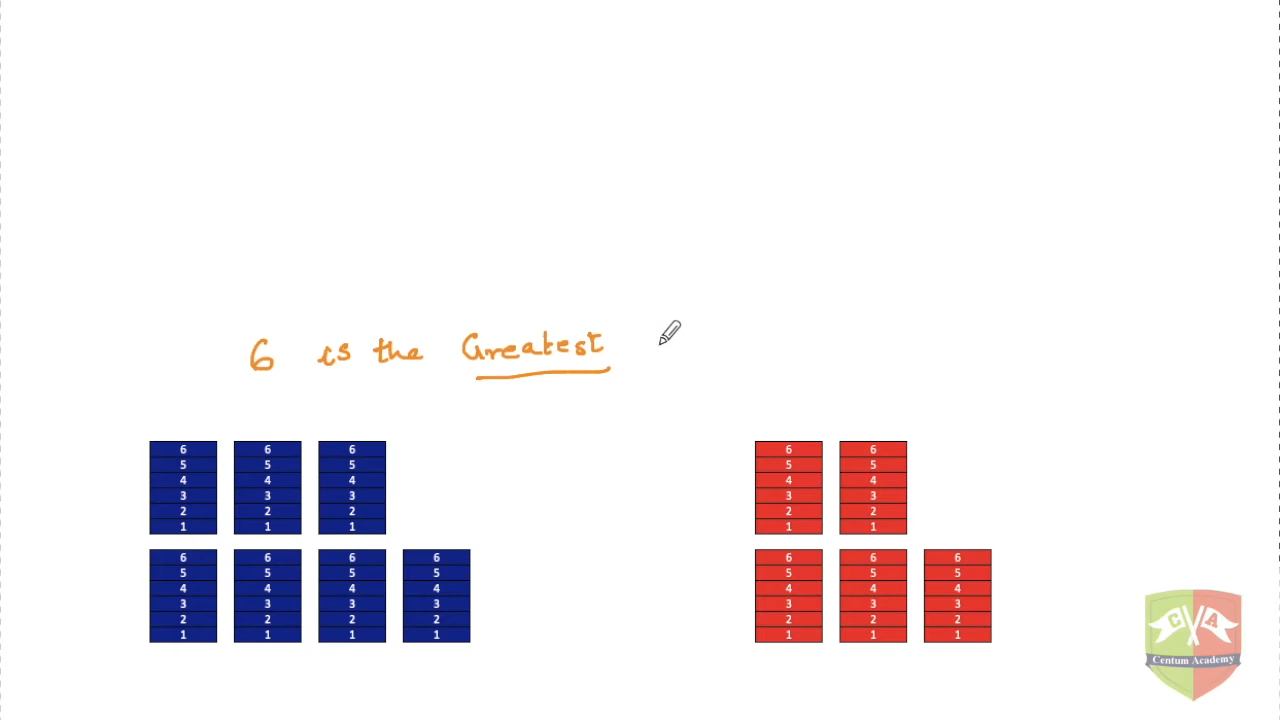 6 is the Greatest
6 6 6 6 6
5 5 5 5 5
4 4 4 4 4
3 3 3 3 3
2 2 2 2 2
1 1 1 1 1
6 6 6 6 6 6 6
5 5 5 5 5 5 5
4 4 4 4 4 4 4
3 3 3 3 3 3 3
2 2 2 2 2 2 2
1 1 1 1 1 1 1
C A
Centum Academy